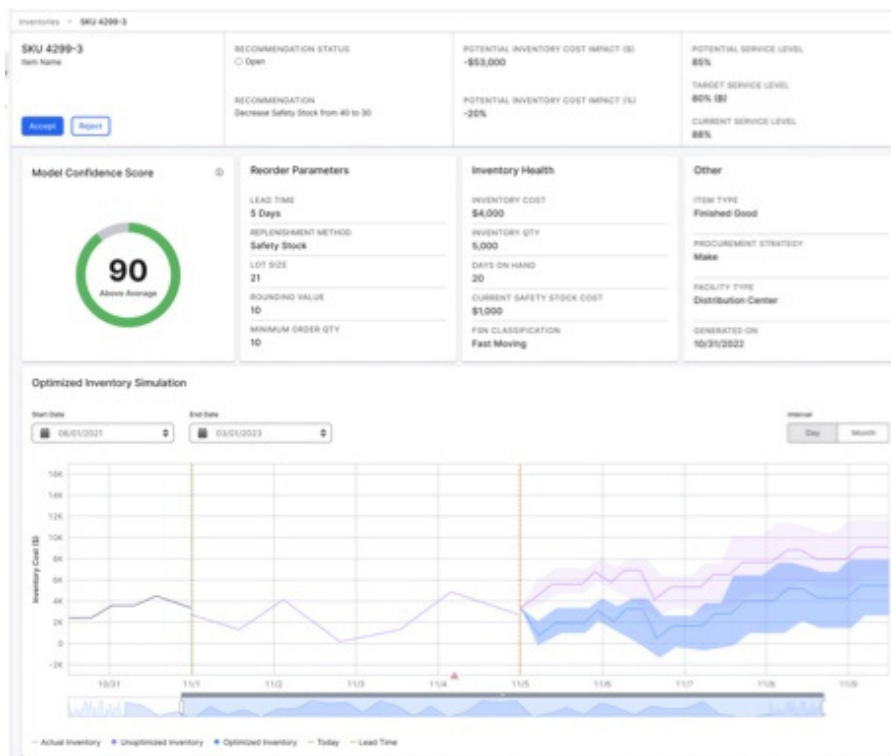 Inventories > SKU 4299-3
SKU 4299-3
Item Name
Accept Reject
RECOMMENDATION STATUS
Open
RECOMMENDATION
Decrease Safety Stock from 40 to 30
POTENTIAL INVENTORY COST IMPACT ($)
-$53,000
POTENTIAL INVENTORY COST IMPACT (%)
-20%
POTENTIAL SERVICE LEVEL
85%
TARGET SERVICE LEVEL
80% (B)
CURRENT SERVICE LEVEL
88%
Model Confidence Score
90
Above Average
Reorder Parameters
LEAD TIME
5 Days
REPLENISHMENT METHOD
Safety Stock
LOT SIZE
21
ROUNDING VALUE
10
MINIMUM ORDER QTY
10
Inventory Health
INVENTORY COST
$4,000
INVENTORY QTY
5,000
DAYS ON HAND
20
CURRENT SAFETY STOCK COST
$1,000
FSN CLASSIFICATION
Fast Moving
Other
ITEM TYPE
Finished Good
PROCUREMENT STRATEGY
Make
FACILITY TYPE
Distribution Center
GENERATED ON
10/31/2022
Optimized Inventory Simulation
Start Date
06/01/2021
End Date
03/01/2023
Interval
Day Month
Inventory Cost ($)
16K
14K
12K
10K
8K
6K
4K
2K
0
-2K
10/31 11/1 11/2 11/3 11/4 11/5 11/6 11/7 11/8 11/9
Actual Inventory Unoptimized Inventory Optimized Inventory Today Lead Time